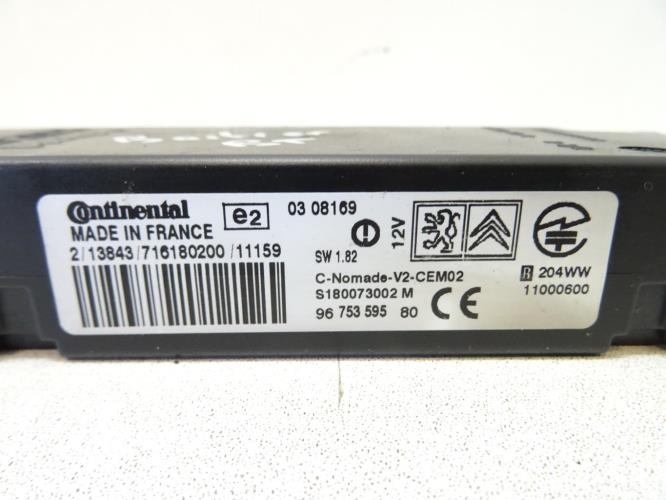 Continental
MADE IN FRANCE
e2
03 08169
2/13843/716180200/11159
SW 1.82
12V
C-Nomade-V2-CEM02
S180073002 M
96 753 595 80
CE
R 204WW
11000600